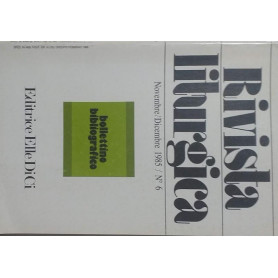 Rivista
liturgica
Novembre/Dicembre 1985 / N° 6
bollettino
bibliografico
Editrice Elle Di Ci